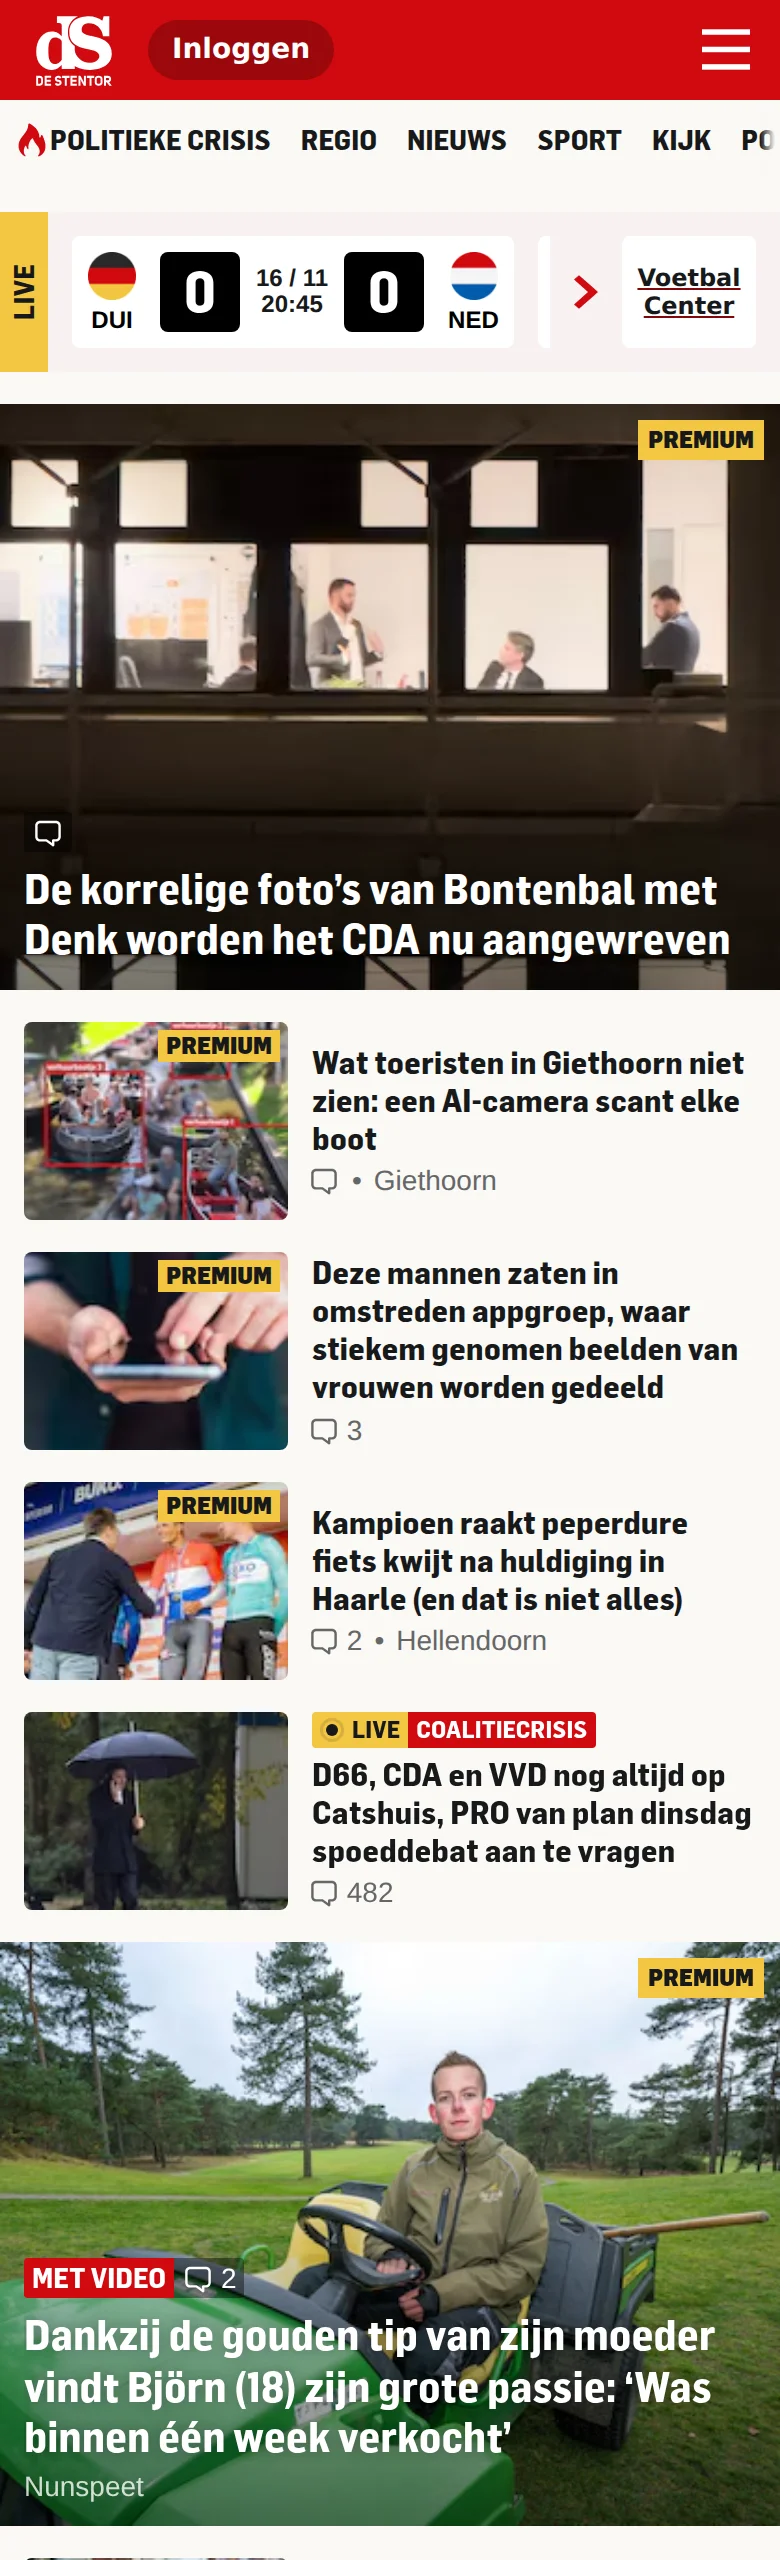 dS
DE STENTOR
Inloggen
POLITIEKE CRISIS REGIO NIEUWS SPORT KIJK PO
LIVE
DUI
0
16 / 11
20:45
0
NED
Voetbal
Center
PREMIUM
De korrelige foto’s van Bontenbal met
Denk worden het CDA nu aangewreven
PREMIUM
Wat toeristen in Giethoorn niet
zien: een AI-camera scant elke
boot
• Giethoorn
PREMIUM
Deze mannen zaten in
omstreden appgroep, waar
stiekem genomen beelden van
vrouwen worden gedeeld
3
PREMIUM
Kampioen raakt peperdure
fiets kwijt na huldiging in
Haarle (en dat is niet alles)
2 • Hellendoorn
LIVE COALITIECRISIS
D66, CDA en VVD nog altijd op
Catshuis, PRO van plan dinsdag
spoeddebat aan te vragen
482
PREMIUM
MET VIDEO 2
Dankzij de gouden tip van zijn moeder
vindt Björn (18) zijn grote passie: ‘Was
binnen één week verkocht’
Nunspeet